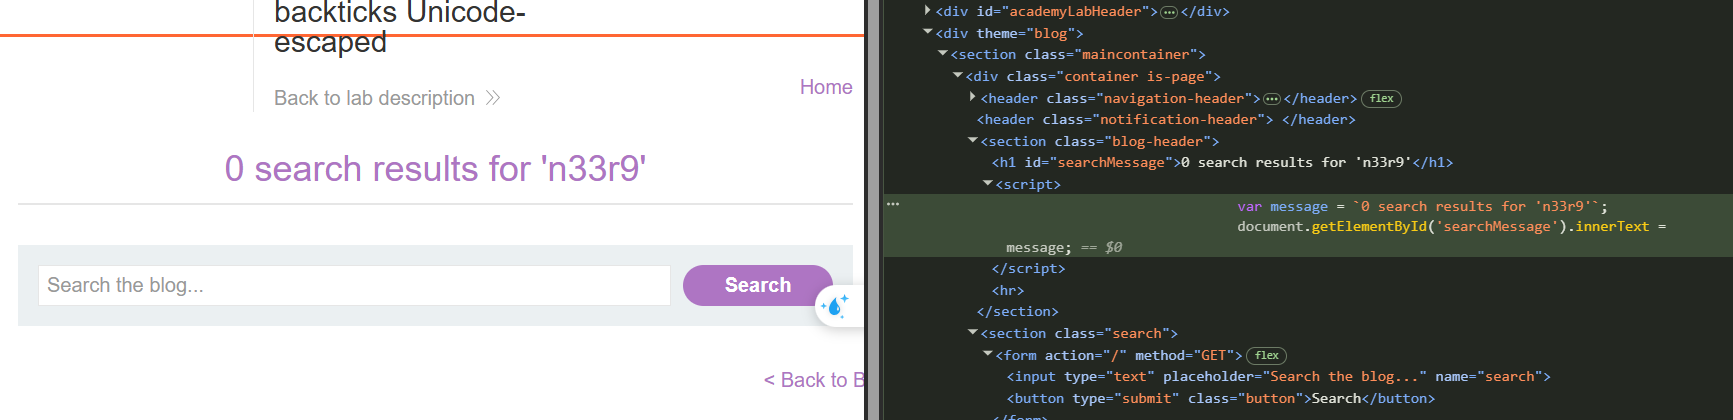 backticks Unicode-
escaped
Back to lab description
Home
0 search results for 'n33r9'
Search the blog...
Search
< Back to B
<div id="academyLabHeader"> ··· </div>
<div theme="blog">
<section class="maincontainer">
<div class="container is-page">
<header class="navigation-header"> ··· </header> flex
<header class="notification-header"> </header>
<section class="blog-header">
<h1 id="searchMessage">0 search results for 'n33r9'</h1>
<script>
··· var message = `0 search results for 'n33r9'`;
document.getElementById('searchMessage').innerText =
message; == $0
</script>
<hr>
</section>
<section class="search">
<form action="/" method="GET"> flex
<input type="text" placeholder="Search the blog..." name="search">
<button type="submit" class="button">Search</button>
</form>